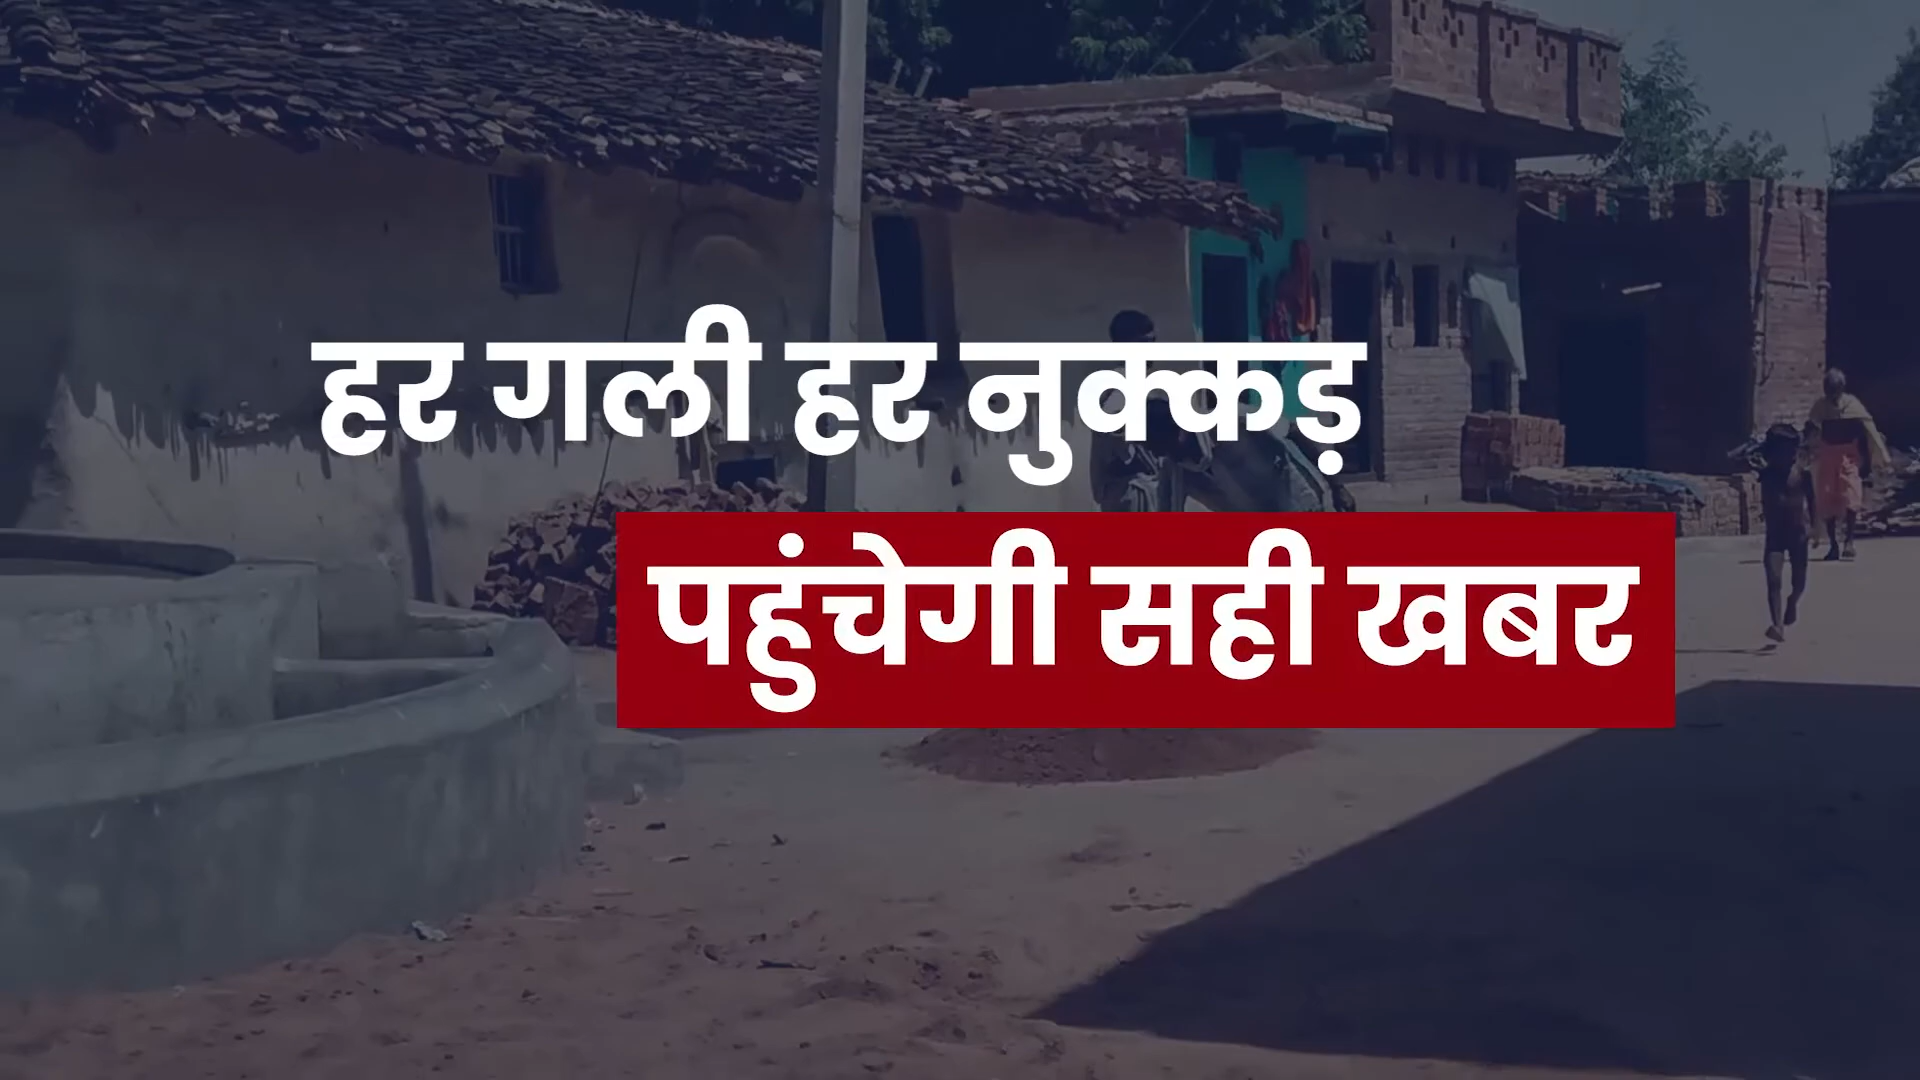 हर गली हर नुक्कड़
पहुंचेगी सही खबर